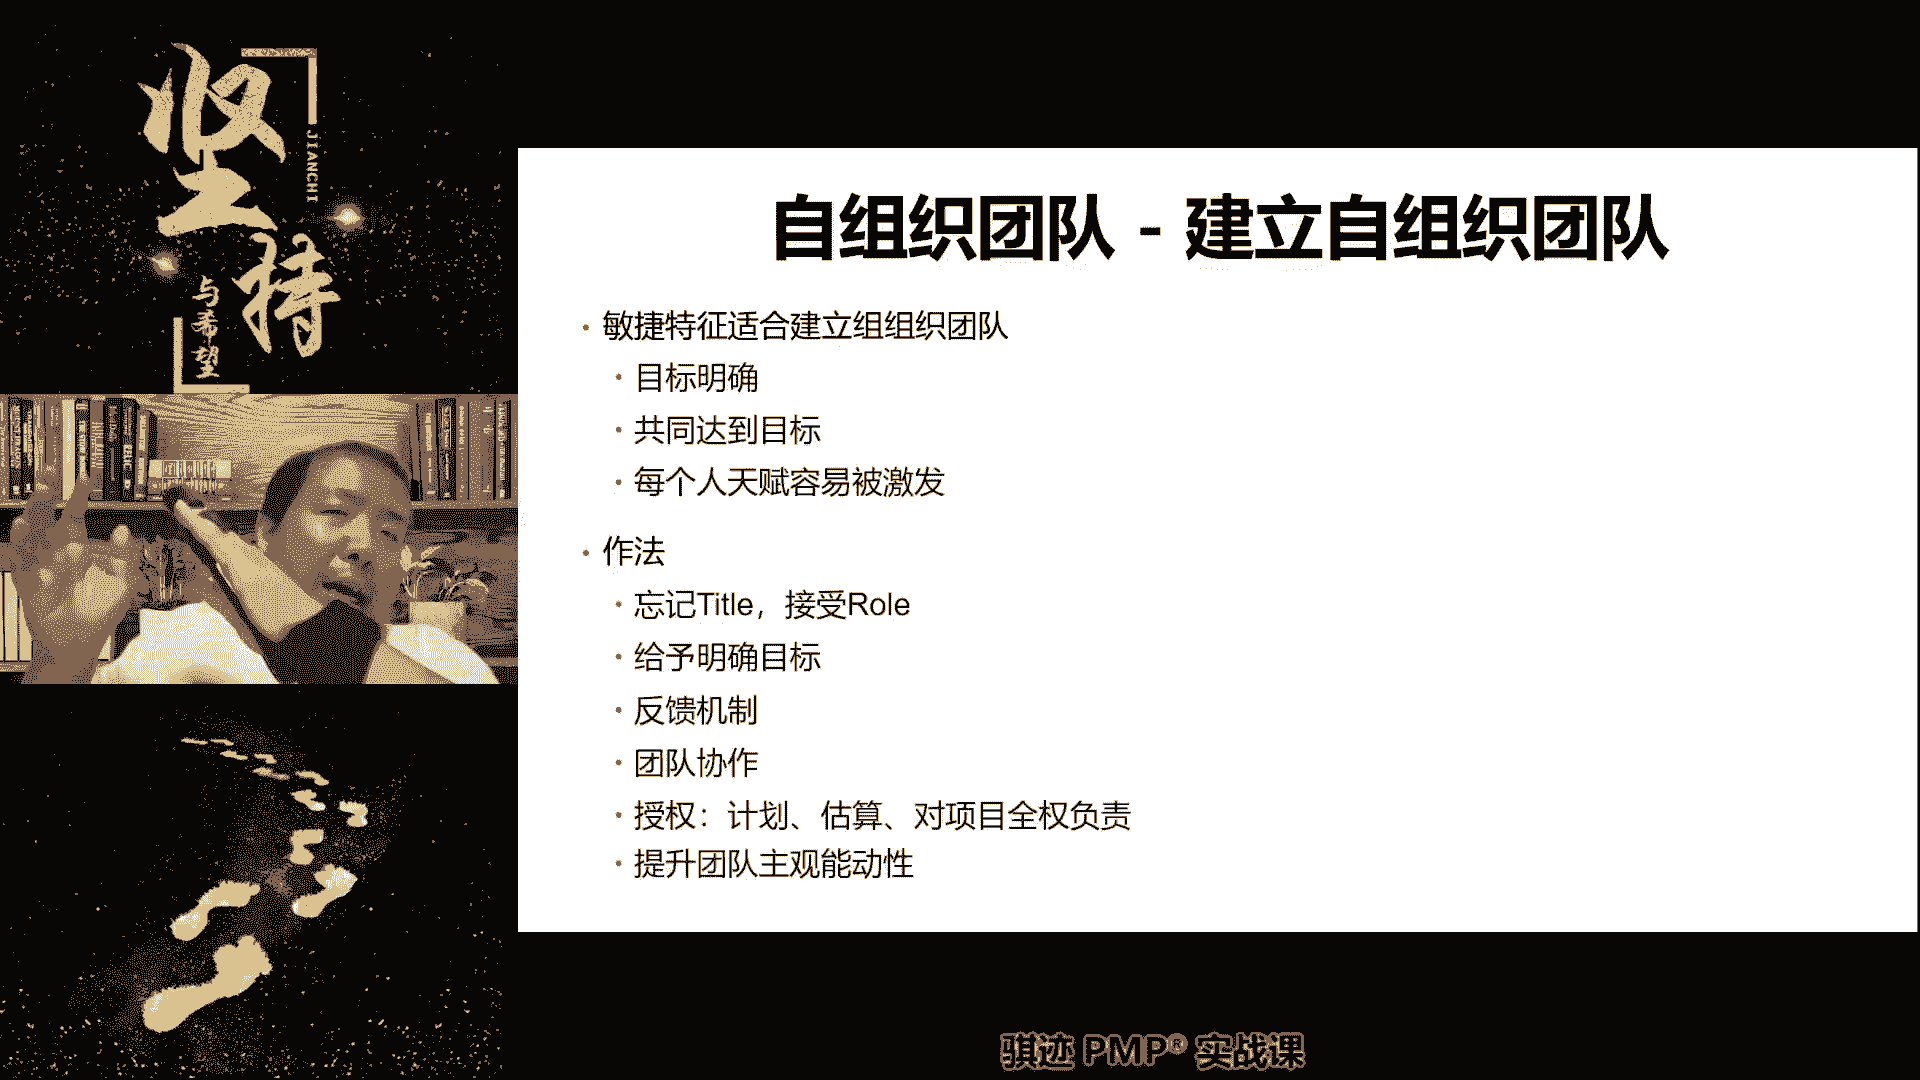 坚持
JIANCHI
与希望
自组织团队 - 建立自组织团队
• 敏捷特征适合建立组组织团队
• 目标明确
• 共同达到目标
• 每个人天赋容易被激发
• 作法
• 忘记Title，接受Role
• 给予明确目标
• 反馈机制
• 团队协作
• 授权：计划、估算、对项目全权负责
• 提升团队主观能动性
骐迹 PMP® 实战课